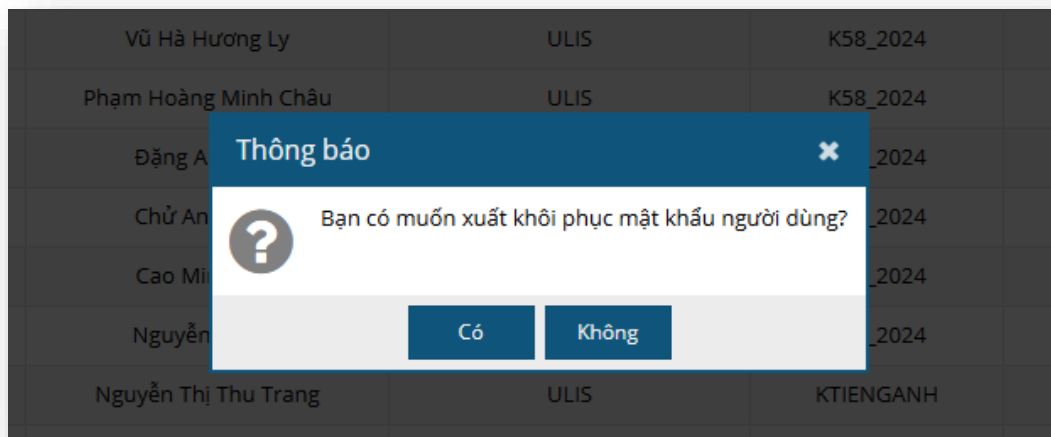 Vũ Hà Hương Ly ULIS K58_2024
Phạm Hoàng Minh Châu ULIS K58_2024
Đặng A _2024
Thông báo
Chử An _2024
Bạn có muốn xuất khôi phục mật khẩu người dùng?
Cao Mi _2024
Nguyễn _2024
Có Không
Nguyễn Thị Thu Trang ULIS KTIENGANH